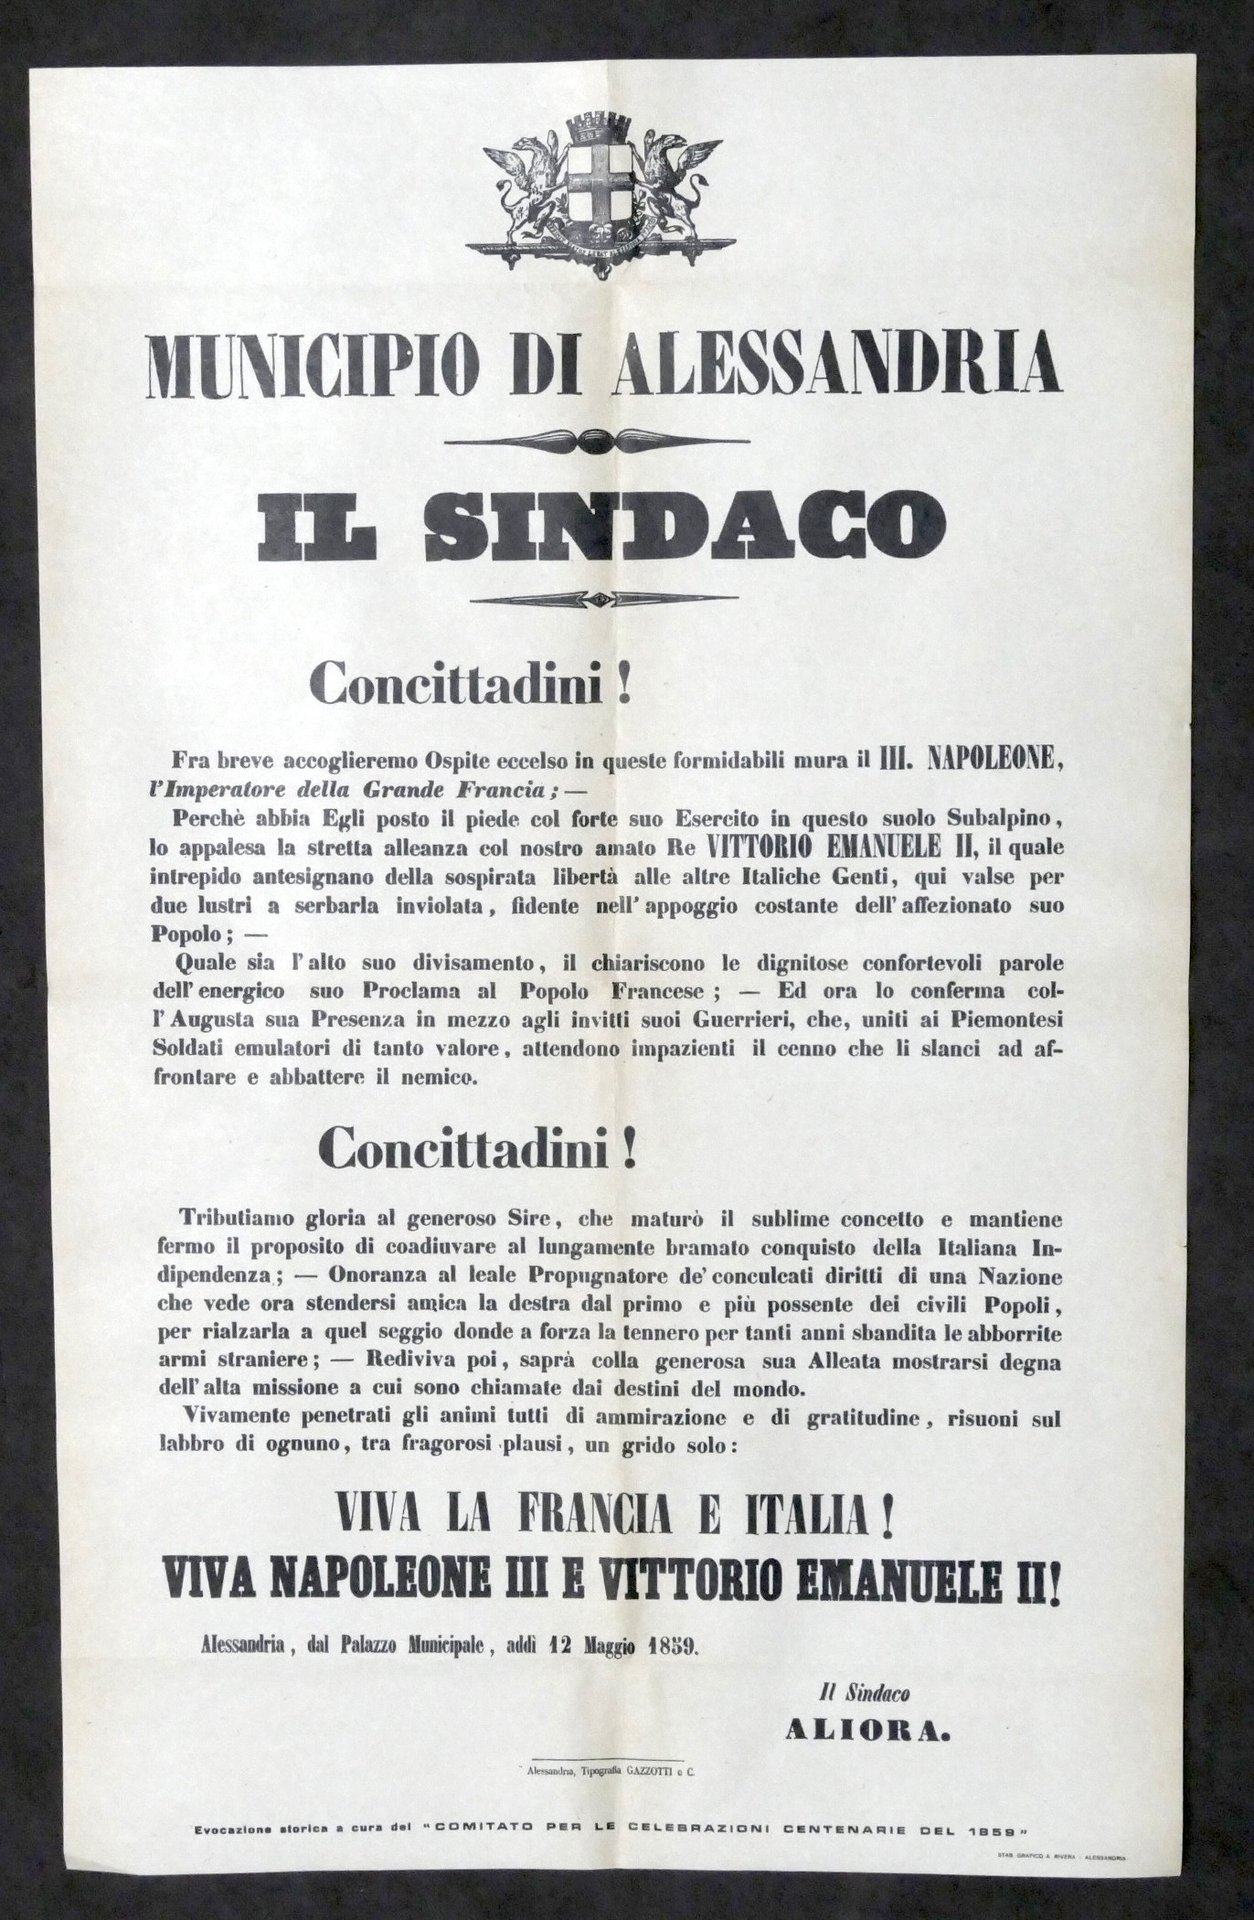 MUNICIPIO DI ALESSANDRIA
IL SINDACO
Concittadini !
Fra breve accoglieremo Ospite eccelso in queste formidabili mura il III. NAPOLEONE,
l'Imperatore della Grande Francia ; —
Perchè abbia Egli posto il piede col forte suo Esercito in questo suolo Subalpino ,
lo appalesa la stretta alleanza col nostro amato Re VITTORIO EMANUELE II, il quale
intrepido antesignano della sospirata libertà alle altre Italiche Genti , qui valse per
due lustri a serbarla inviolata , fidente nell' appoggio costante dell' affezionato suo
Popolo ; —
Quale sia l' alto suo divisamento , il chiariscono le dignitose confortevoli parole
dell' energico suo Proclama al Popolo Francese ; — Ed ora lo conferma col-
l' Augusta sua Presenza in mezzo agli invitti suoi Guerrieri, che, uniti ai Piemontesi
Soldati emulatori di tanto valore , attendono impazienti il cenno che li slanci ad af-
frontare e abbattere il nemico.
Concittadini !
Tributiamo gloria al generoso Sire , che maturò il sublime concetto e mantiene
fermo il proposito di coadiuvare al lungamente bramato conquisto della Italiana In-
dipendenza ; — Onoranza al leale Propugnatore de' conculcati diritti di una Nazione
che vede ora stendersi amica la destra dal primo e più possente dei civili Popoli ,
per rialzarla a quel seggio donde a forza la tennero per tanti anni sbandita le abborrite
armi straniere ; — Rediviva poi , saprà colla generosa sua Alleata mostrarsi degna
dell' alta missione a cui sono chiamate dai destini del mondo.
Vivamente penetrati gli animi tutti di ammirazione e di gratitudine , risuoni sul
labbro di ognuno, tra fragorosi plausi , un grido solo :
VIVA LA FRANCIA E ITALIA !
VIVA NAPOLEONE III E VITTORIO EMANUELE II!
Alessandria , dal Palazzo Municipale , addì 12 Maggio 1859.
Il Sindaco
ALIORA.
Alessandria, Tipografia GAZZOTTI e C.
Evocazione storica a cura del "COMITATO PER LE CELEBRAZIONI CENTENARIE DEL 1859"
STAB. GRAFICO A. RIVERA - ALESSANDRIA